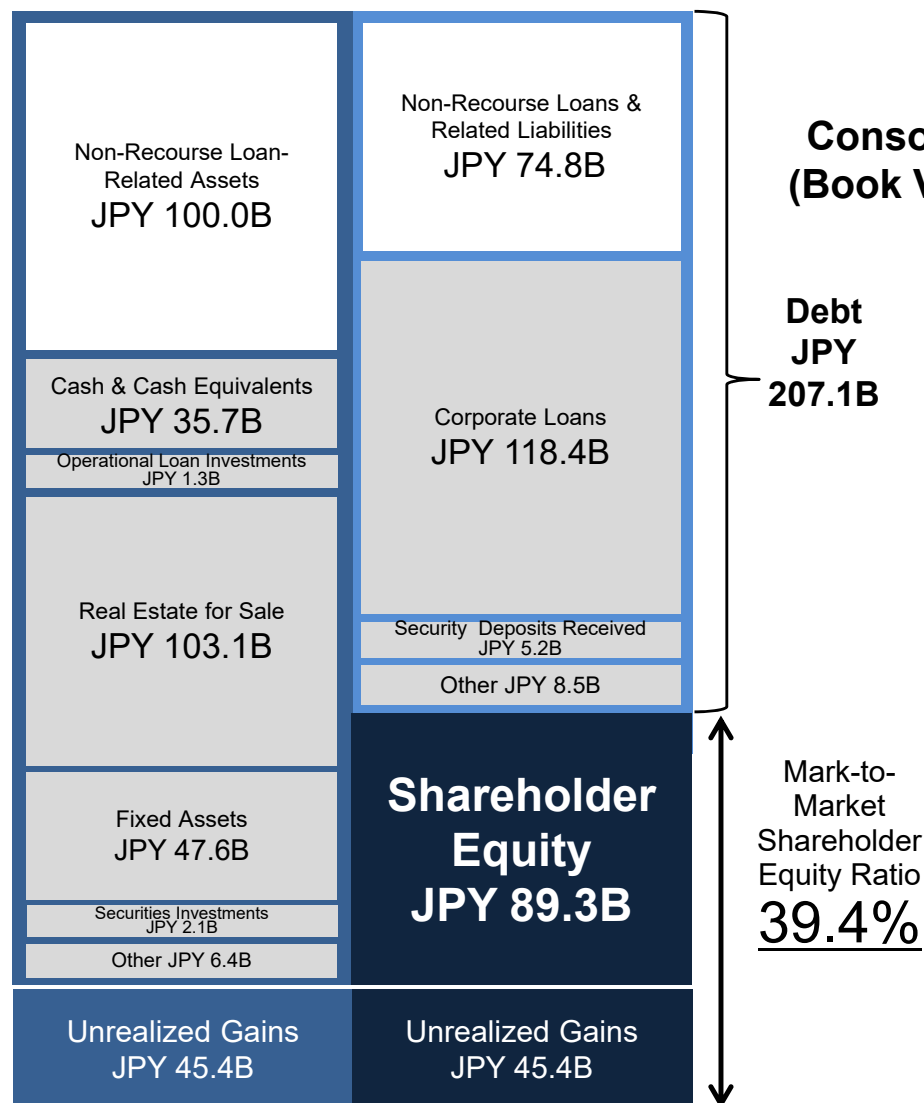 Non-Recourse Loan-
Related Assets
JPY 100.0B
Cash & Cash Equivalents
JPY 35.7B
Operational Loan Investments
JPY 1.3B
Real Estate for Sale
JPY 103.1B
Fixed Assets
JPY 47.6B
Securities Investments
JPY 2.1B
Other JPY 6.4B
Unrealized Gains
JPY 45.4B
Non-Recourse Loans &
Related Liabilities
JPY 74.8B
Corporate Loans
JPY 118.4B
Security Deposits Received
JPY 5.2B
Other JPY 8.5B
Shareholder
Equity
JPY 89.3B
Unrealized Gains
JPY 45.4B
(Book
Debt
JPY
207.1B
Mark-to-
Market
Shareholder
Equity Ratio
39.4%